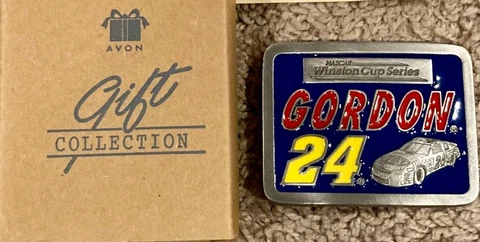 AVON
Gift
COLLECTION
NASCAR
Winston Cup Series
GORDON®
24®